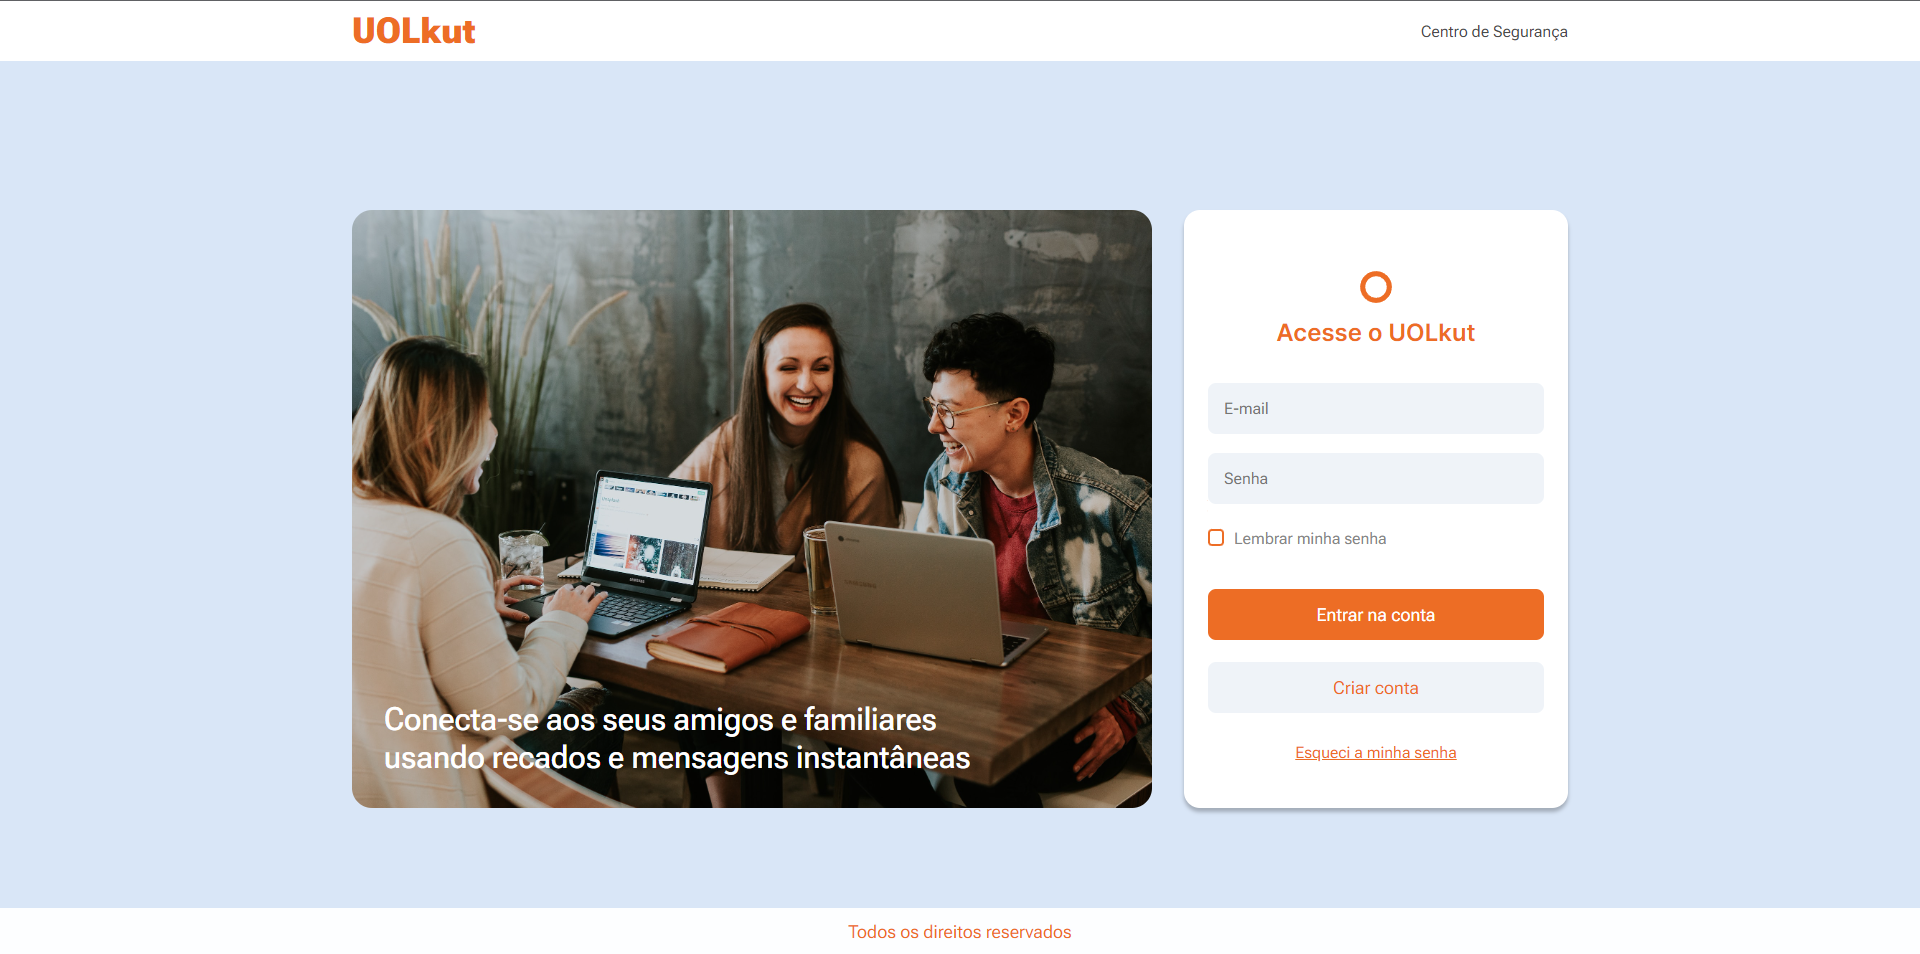 UOLkut
Centro de Segurança
Conecta-se aos seus amigos e familiares
usando recados e mensagens instantâneas
Acesse o UOLkut
E-mail
Senha
Lembrar minha senha
Entrar na conta
Criar conta
Esqueci a minha senha
Todos os direitos reservados